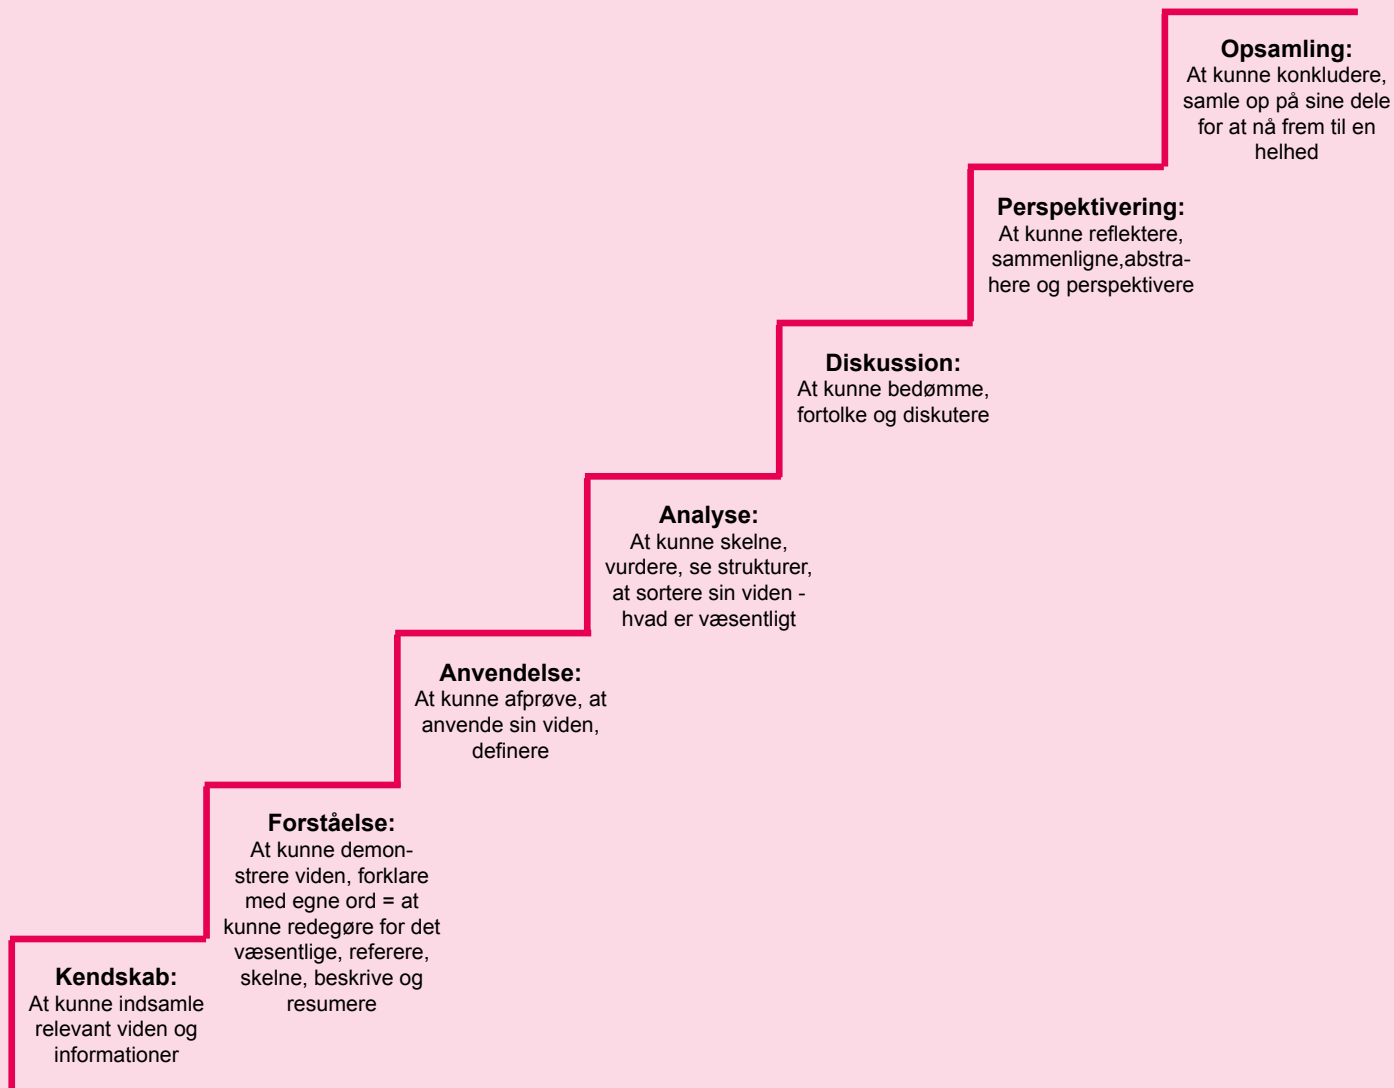 Opsamling:
At kunne konkludere,
samle op på sine dele
for at nå frem til en
helhed
Perspektivering:
At kunne reflektere,
sammenligne,abstra-
here og perspektivere
Diskussion:
At kunne bedømme,
fortolke og diskutere
Analyse:
At kunne skelne,
vurdere, se strukturer,
at sortere sin viden -
hvad er væsentligt
Anvendelse:
At kunne afprøve, at
anvende sin viden,
definere
Forståelse:
At kunne demon-
strere viden, forklare
med egne ord = at
kunne redegøre for det
væsentlige, referere,
skelne, beskrive og
resumere
Kendskab:
At kunne indsamle
relevant viden og
informationer